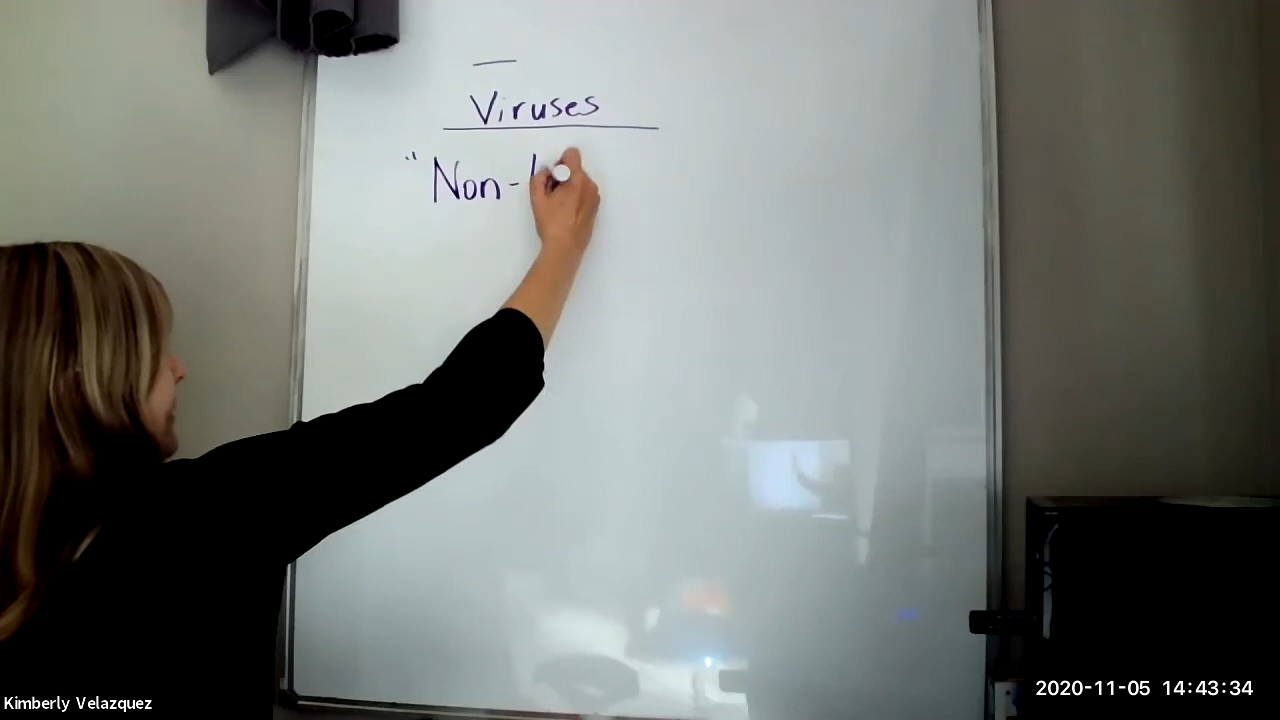 Viruses
" Non-
Kimberly Velazquez
2020-11-05 14:43:34